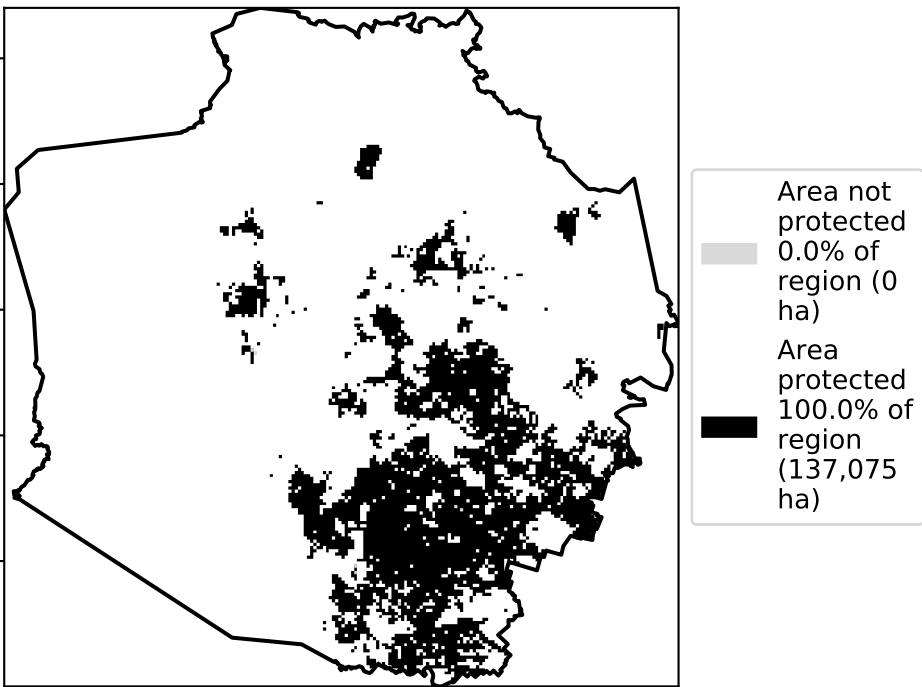 Area not
protected
0.0% of
region (0
ha)
Area
protected
100.0% of
region
(137,075
ha)